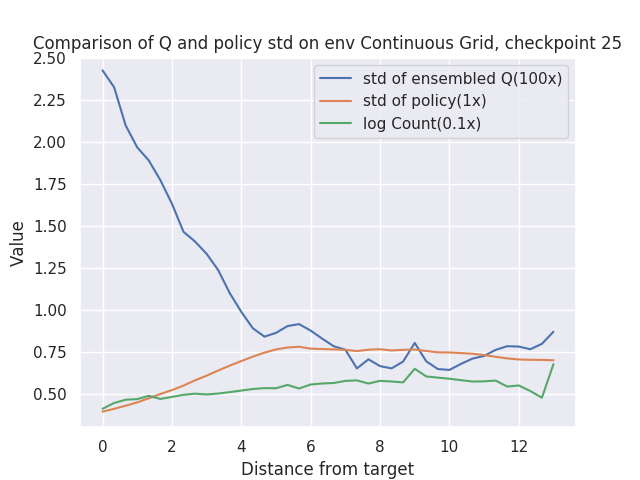 Comparison of Q and policy std on env Continuous Grid, checkpoint 25
2.50
2.25
2.00
1.75
1.50
1.25
1.00
0.75
0.50
Value
std of ensembled Q(100x)
std of policy(1x)
log Count(0.1x)
0 2 4 6 8 10 12
Distance from target